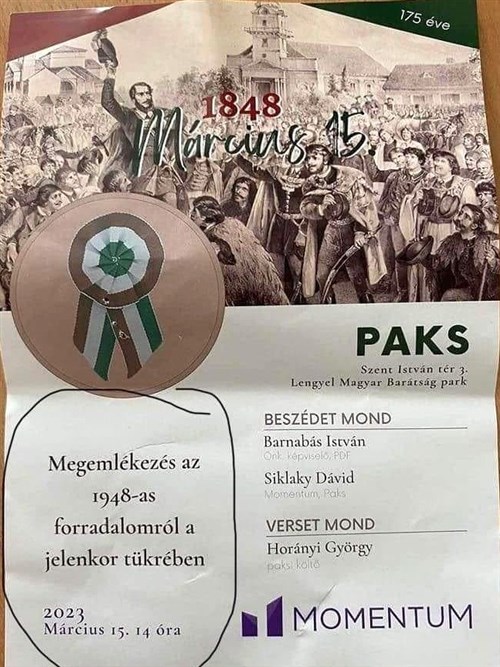 175 éve
1848
Március 15.
PAKS
Szent István tér 3.
Lengyel Magyar Barátság park
BESZÉDET MOND
Barnabás István
Önk. képviselő, PDF
Siklaky Dávid
Momentum, Paks
VERSET MOND
Horányi György
paksi költő
Megemlékezés az
1948-as
forradalomról a
jelenkor tükrében
2023
Március 15. 14 óra
MOMENTUM